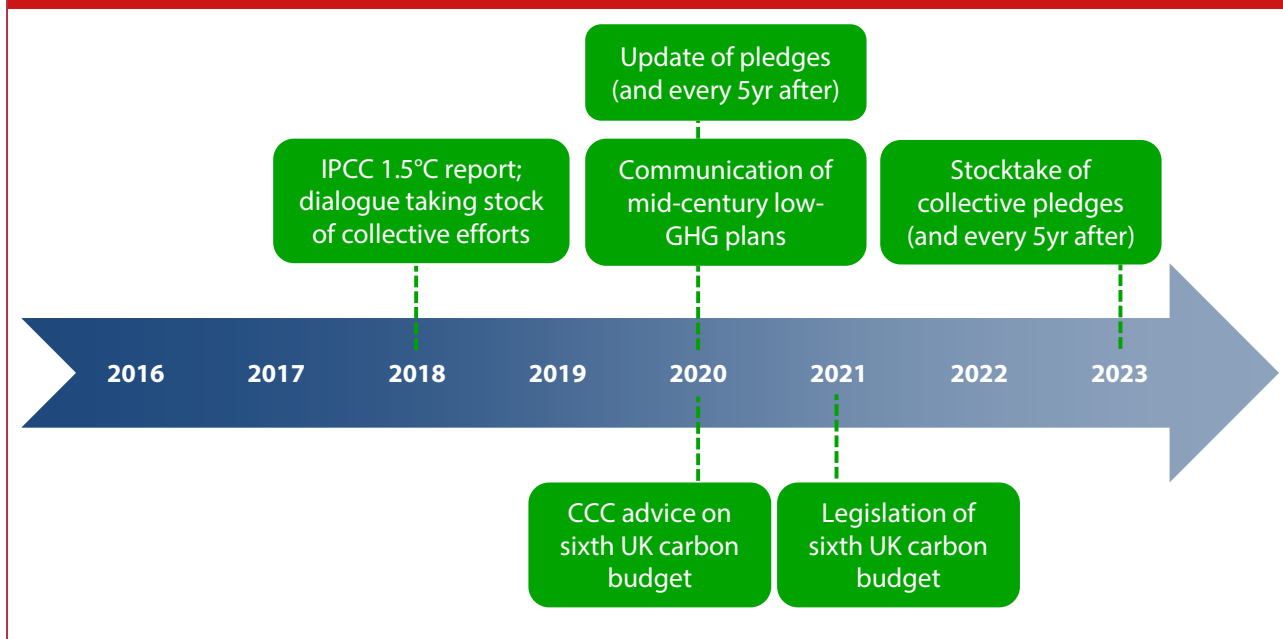 Update of pledges
(and every 5yr after)
IPCC 1.5°C report;
dialogue taking stock
of collective efforts
Communication of
mid-century low-
GHG plans
Stocktake of
collective pledges
(and every 5yr after)
2016 2017 2018 2019 2020 2021 2022 2023
CCC advice on
sixth UK carbon
budget
Legislation of
sixth UK carbon
budget